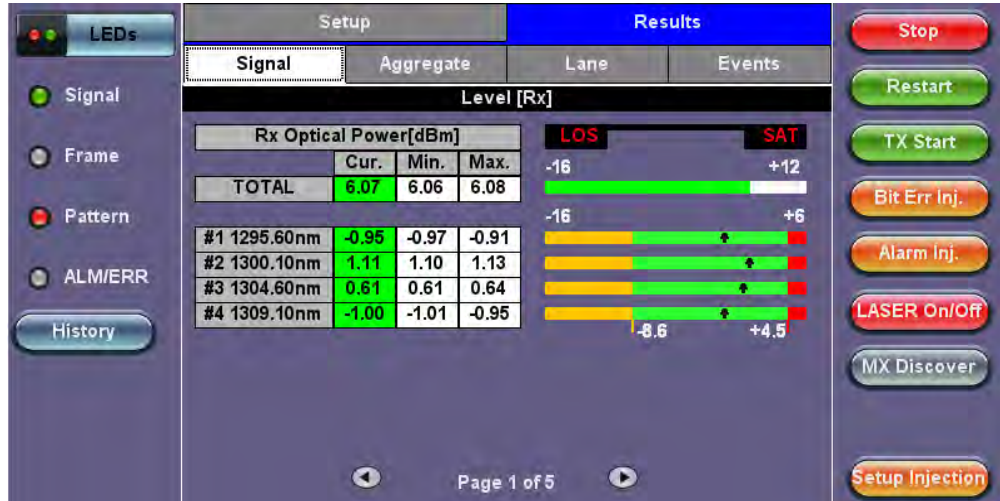 LEDs
Signal
Frame
Pattern
ALM/ERR
History
Setup Results
Signal Aggregate Lane Events
Level [Rx]
Rx Optical Power[dBm] LOS SAT
Cur. Min. Max. -16 +12
TOTAL 6.07 6.06 6.08
-16 +6
#1 1295.60nm -0.95 -0.97 -0.91
#2 1300.10nm 1.11 1.10 1.13
#3 1304.60nm 0.61 0.61 0.64
#4 1309.10nm -1.00 -1.01 -0.95
-8.6 +4.5
Page 1 of 5
Stop
Restart
TX Start
Bit Err Inj.
Alarm Inj.
LASER On/Off
MX Discover
Setup Injection